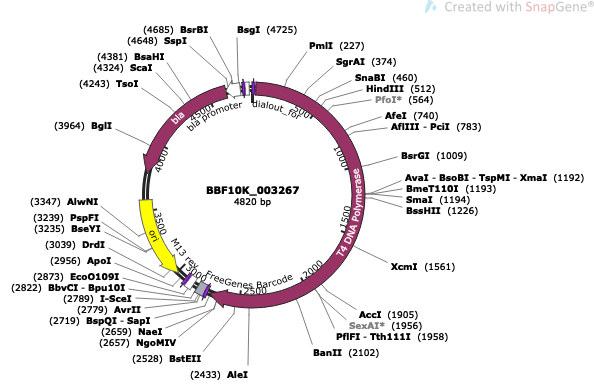 Created with SnapGene®
(4685) BsrBI
BsgI (4725)
(4648) SspI
PmlI (227)
(4381) BsaHI
SgrAI (374)
(4324) ScaI
SnaBI (460)
(4243) TsoI
HindIII (512)
PfoI* (564)
AfeI (740)
AflIII - PciI (783)
(3964) BglI
BsrGI (1009)
AvaI - BsoBI - TspMI - XmaI (1192)
BmeT110I (1193)
SmaI (1194)
BssHII (1226)
bla
bla promoter
dialout_for
4500
500
1000
4000
BBF10K_003267
4820 bp
T4 DNA Polymerase
1500
(3347) AlwNI
(3239) PspFI
(3235) BseYI
(3039) DrdI
(2956) ApoI
(2873) EcoO109I
(2822) BbvCI - Bpu10I
(2789) I-SceI
(2779) AvrII
(2719) BspQI - SapI
(2659) NaeI
(2657) NgoMIV
(2528) BstEII
(2433) AleI
3500
ori
M13 rev
3000
FreeGenes Barcode
2500
2000
XcmI (1561)
AccI (1905)
SexAI* (1956)
PflFI - Tth111I (1958)
BanII (2102)